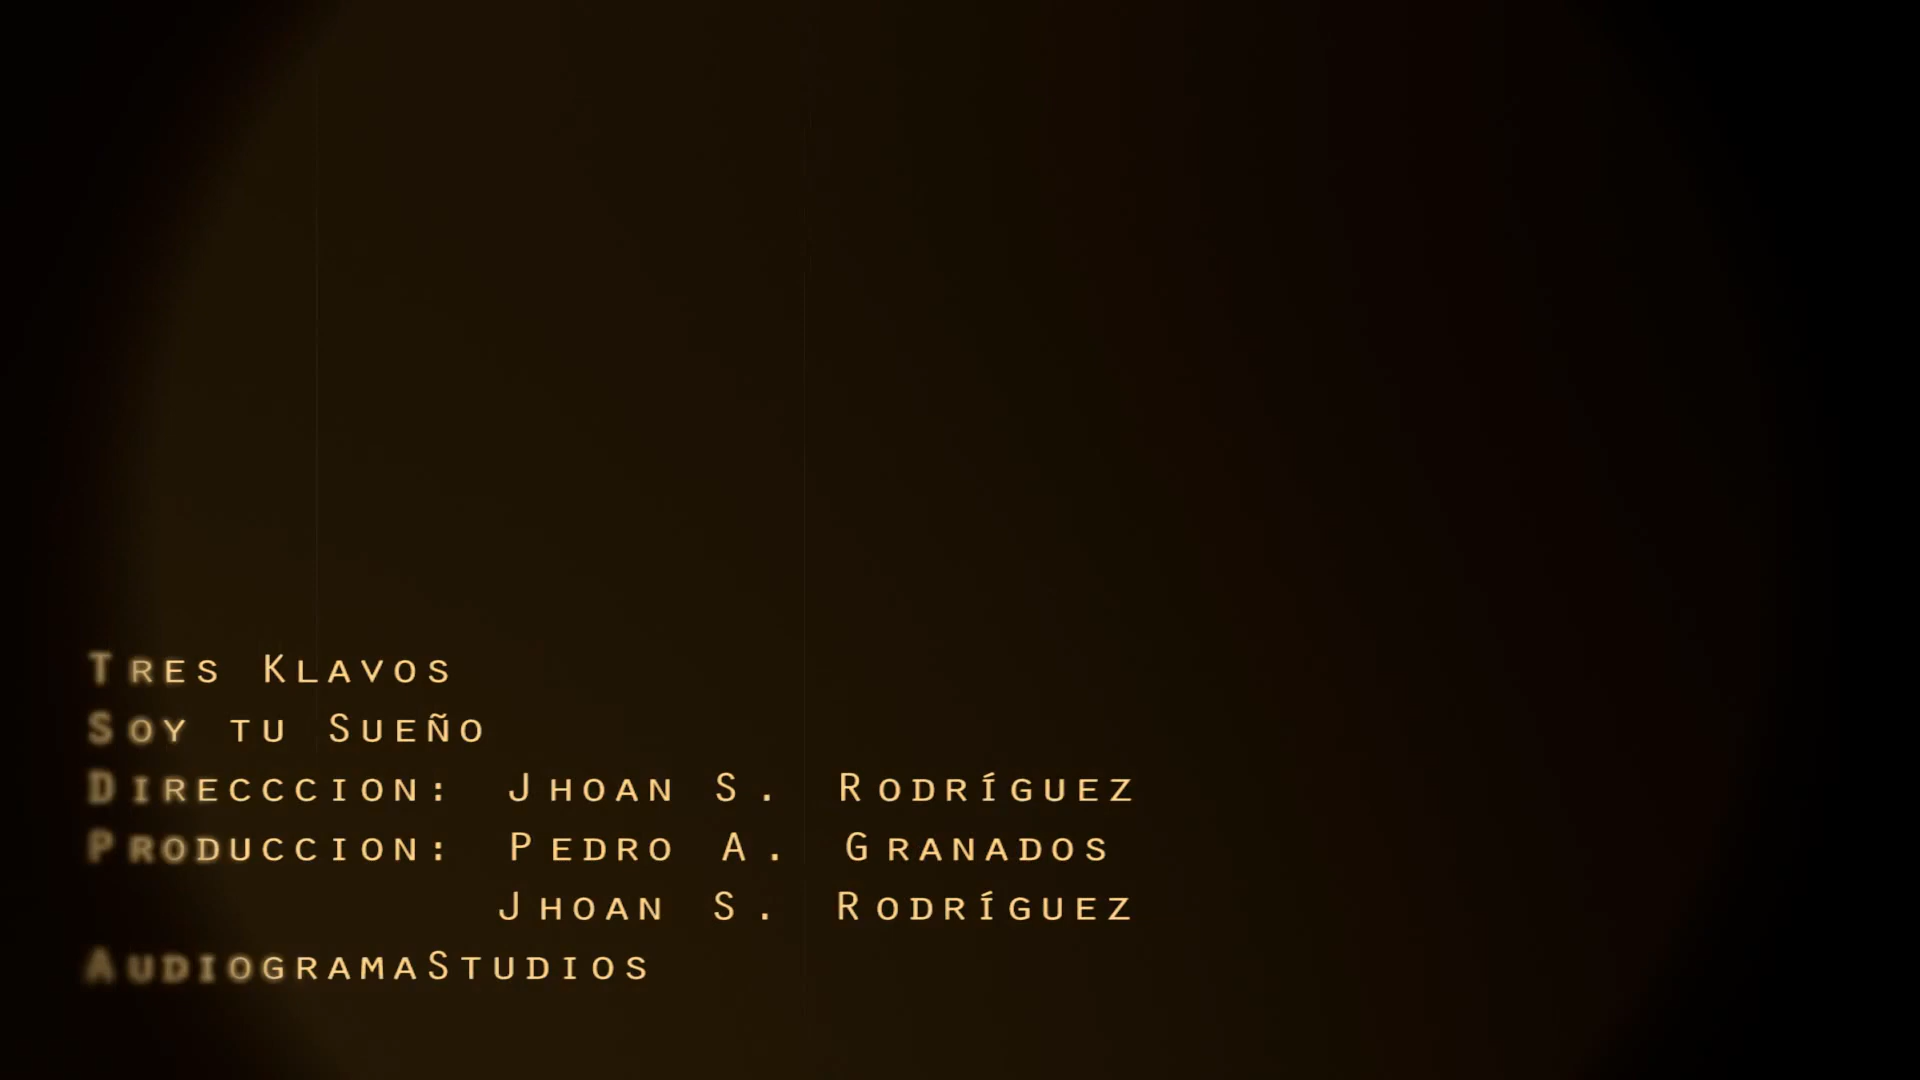 Tres Klavos
Soy tu Sueño
Direcccion: Jhoan S. Rodríguez
Produccion: Pedro A. Granados
Jhoan S. Rodríguez
AudiogramaStudios